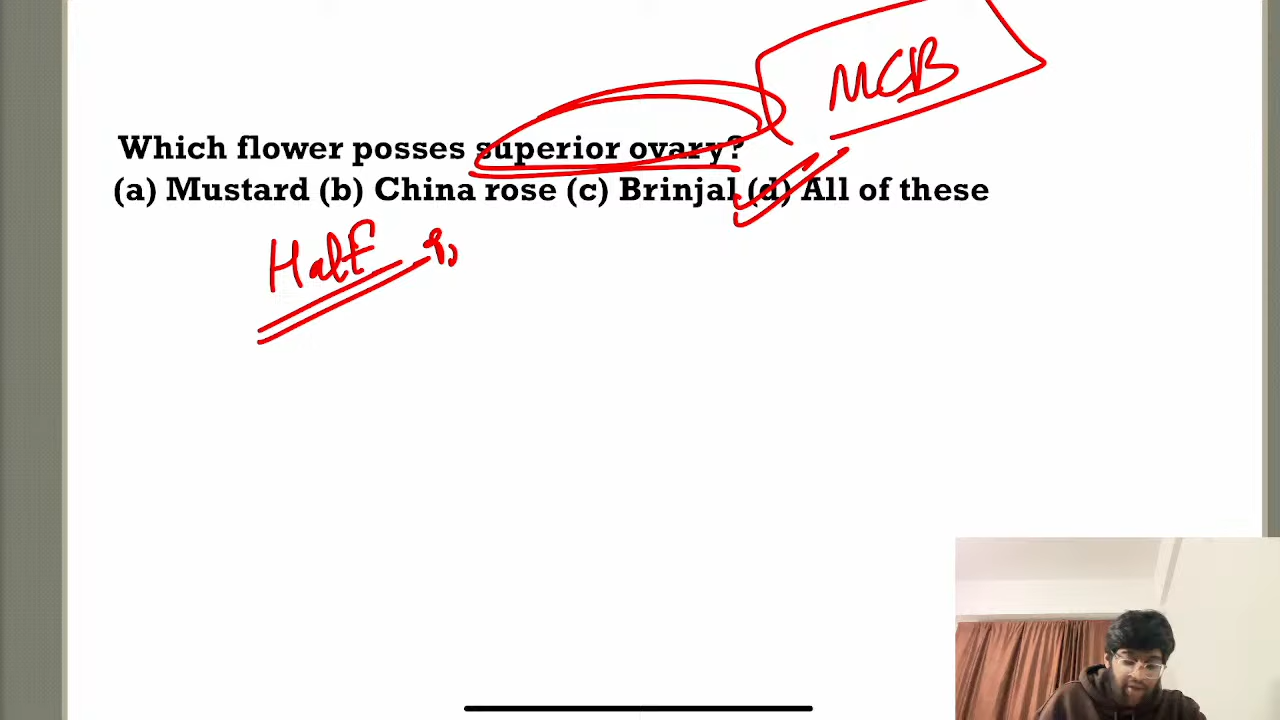 MCB
Which flower posses superior ovary?
(a) Mustard (b) China rose (c) Brinjal (d) All of these
Half